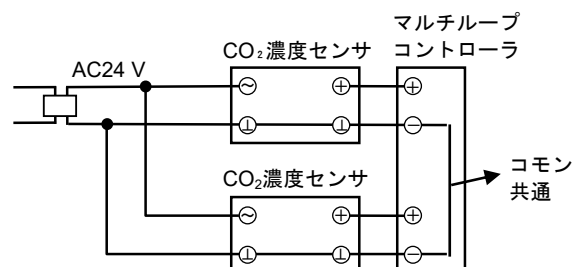 マルチループ
コントローラ
CO₂濃度センサ
AC24 V
～ ＋ ＋
⊥ ⊥ －
コモン
共通
CO₂濃度センサ
～ ＋ ＋
⊥ ⊥ －